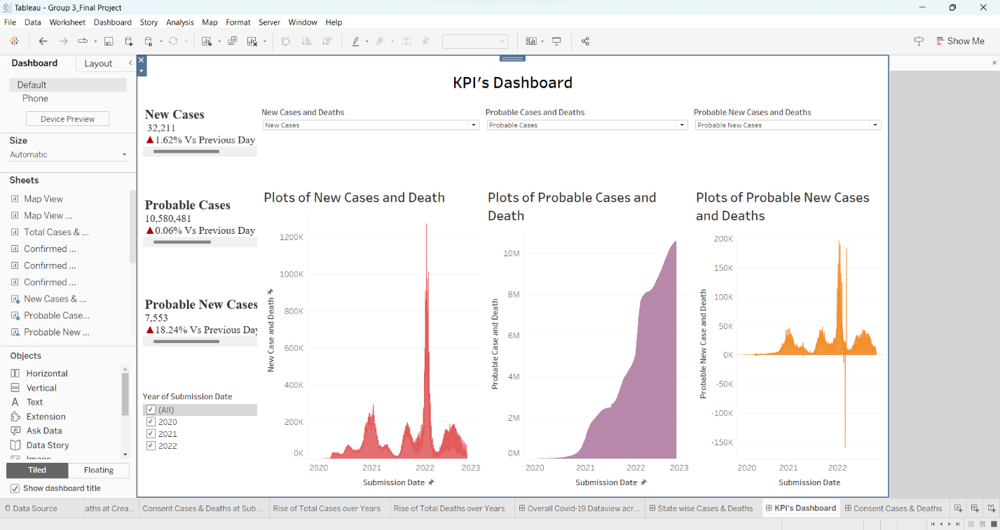 Tableau - Group 3_Final Project
File Data Worksheet Dashboard Story Analysis Map Format Server Window Help
Show Me
Dashboard Layout
Default
Phone
Device Preview
Size
Automatic
Sheets
Map View
Map View ...
Total Cases & ...
Confirmed ...
Confirmed ...
Confirmed ...
New Cases & ...
Probable Case...
Probable New ...
Objects
Horizontal
Vertical
A Text
Extension
Ask Data
Data Story
Image
Tiled Floating
Show dashboard title
KPI's Dashboard
New Cases
32,211
▲1.62% Vs Previous Day
Probable Cases
10,580,481
▲0.06% Vs Previous Day
Probable New Cases
7,553
▲18.24% Vs Previous Day
Year of Submission Date
(All)
2020
2021
2022
New Cases and Deaths
New Cases
Probable Cases and Deaths
Probable Cases
Probable New Cases and Deaths
Probable New Cases
Plots of New Cases and Death
New Case and Death
1200K
1000K
800K
600K
400K
200K
0K
2020 2021 2022 2023
Submission Date
Plots of Probable Cases and
Death
Probable Case and Death
10M
8M
6M
4M
2M
0M
2020 2021 2022 2023
Submission Date
Plots of Probable New Cases
and Deaths
Probable New Case and Death
200K
150K
100K
50K
0K
-50K
-100K
-150K
2020 2021 2022
Submission Date
Data Source aths at Crea... Consent Cases & Deaths at Sub... Rise of Total Cases over Years Rise of Total Deaths over Years Overall Covid-19 Dataview acr... State wise Cases & Deaths KPI's Dashboard Consent Cases & Deaths